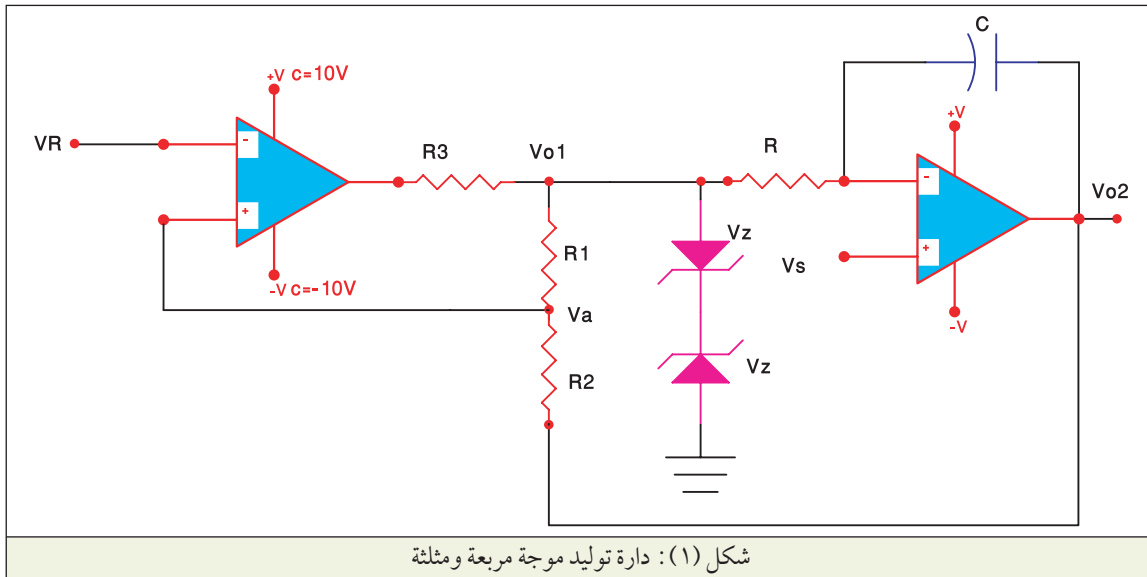 C
+V c=10V
VR
-
+
-V c=-10V
R3
Vo1
R1
Va
R2
Vz
Vz
R
Vs
+V
-
+
-V
Vo2
شكل (١): دارة توليد موجة مربعة ومثلثة